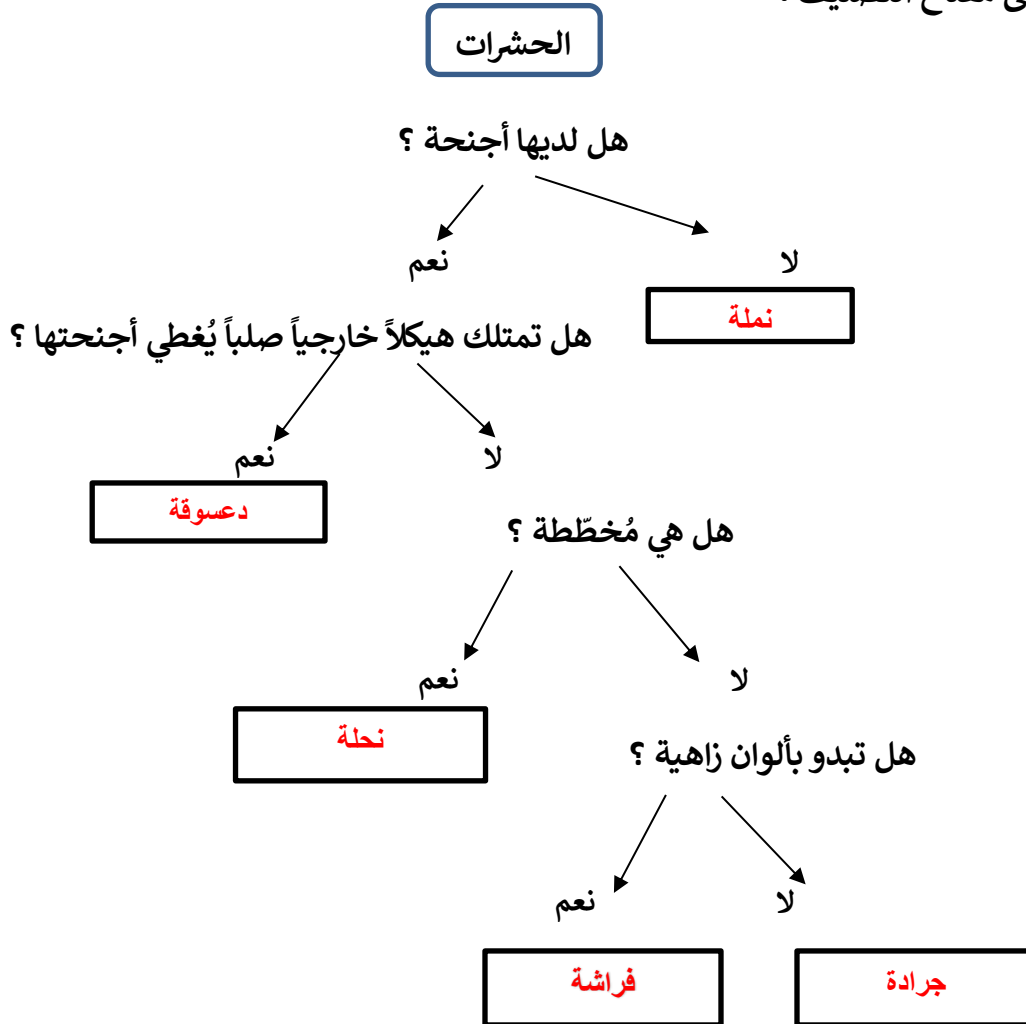 الحشرات
هل لديها أجنحة ؟
نعم
لا
نملة
هل تمتلك هيكلاً خارجياً صلباً يُغطي أجنحتها ؟
نعم
لا
دعسوقة
هل هي مُخطّطة ؟
نعم
لا
نحلة
هل تبدو بألوان زاهية ؟
نعم
لا
فراشة
جرادة